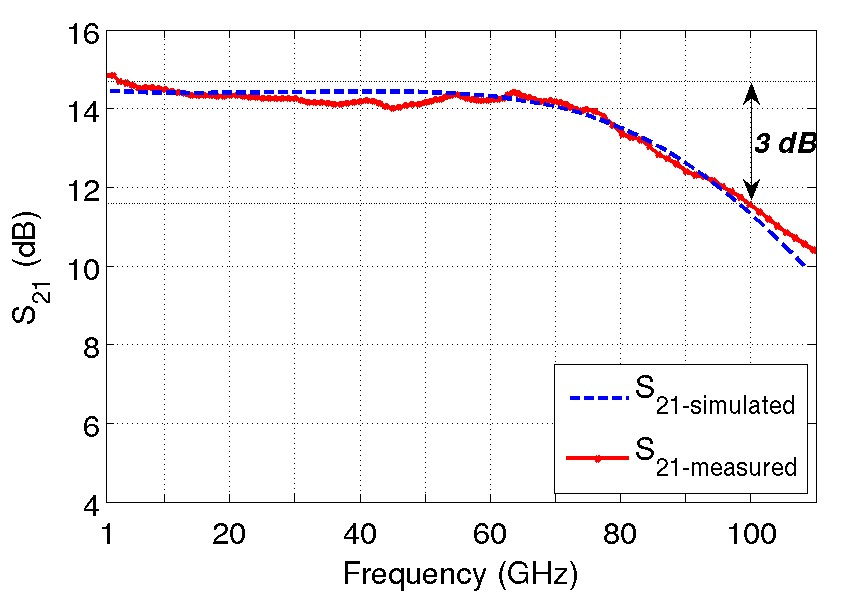 16
14
12
10
8
6
4
S21 (dB)
3 dB
S21-simulated
S21-measured
1 20 40 60 80 100
Frequency (GHz)